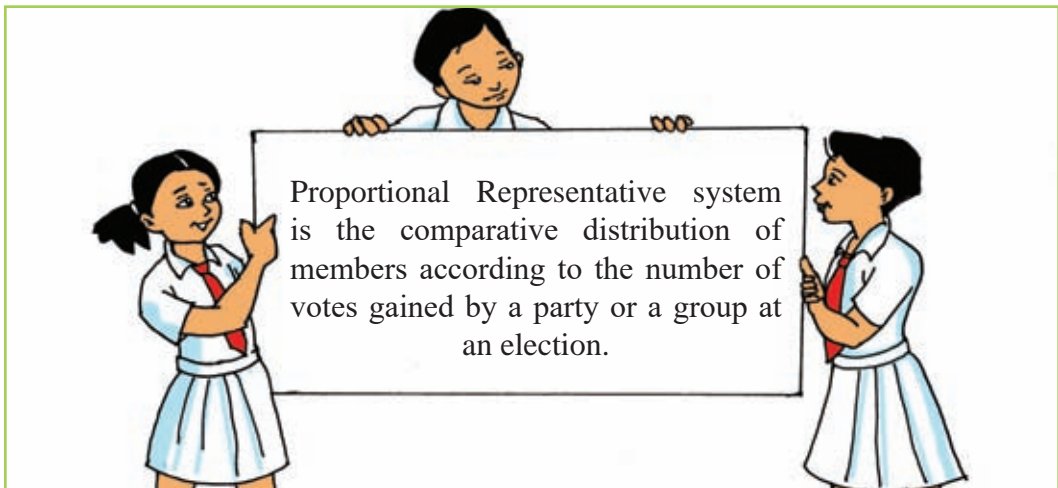 Proportional Representative system
is the comparative distribution of
members according to the number of
votes gained by a party or a group at
an election.